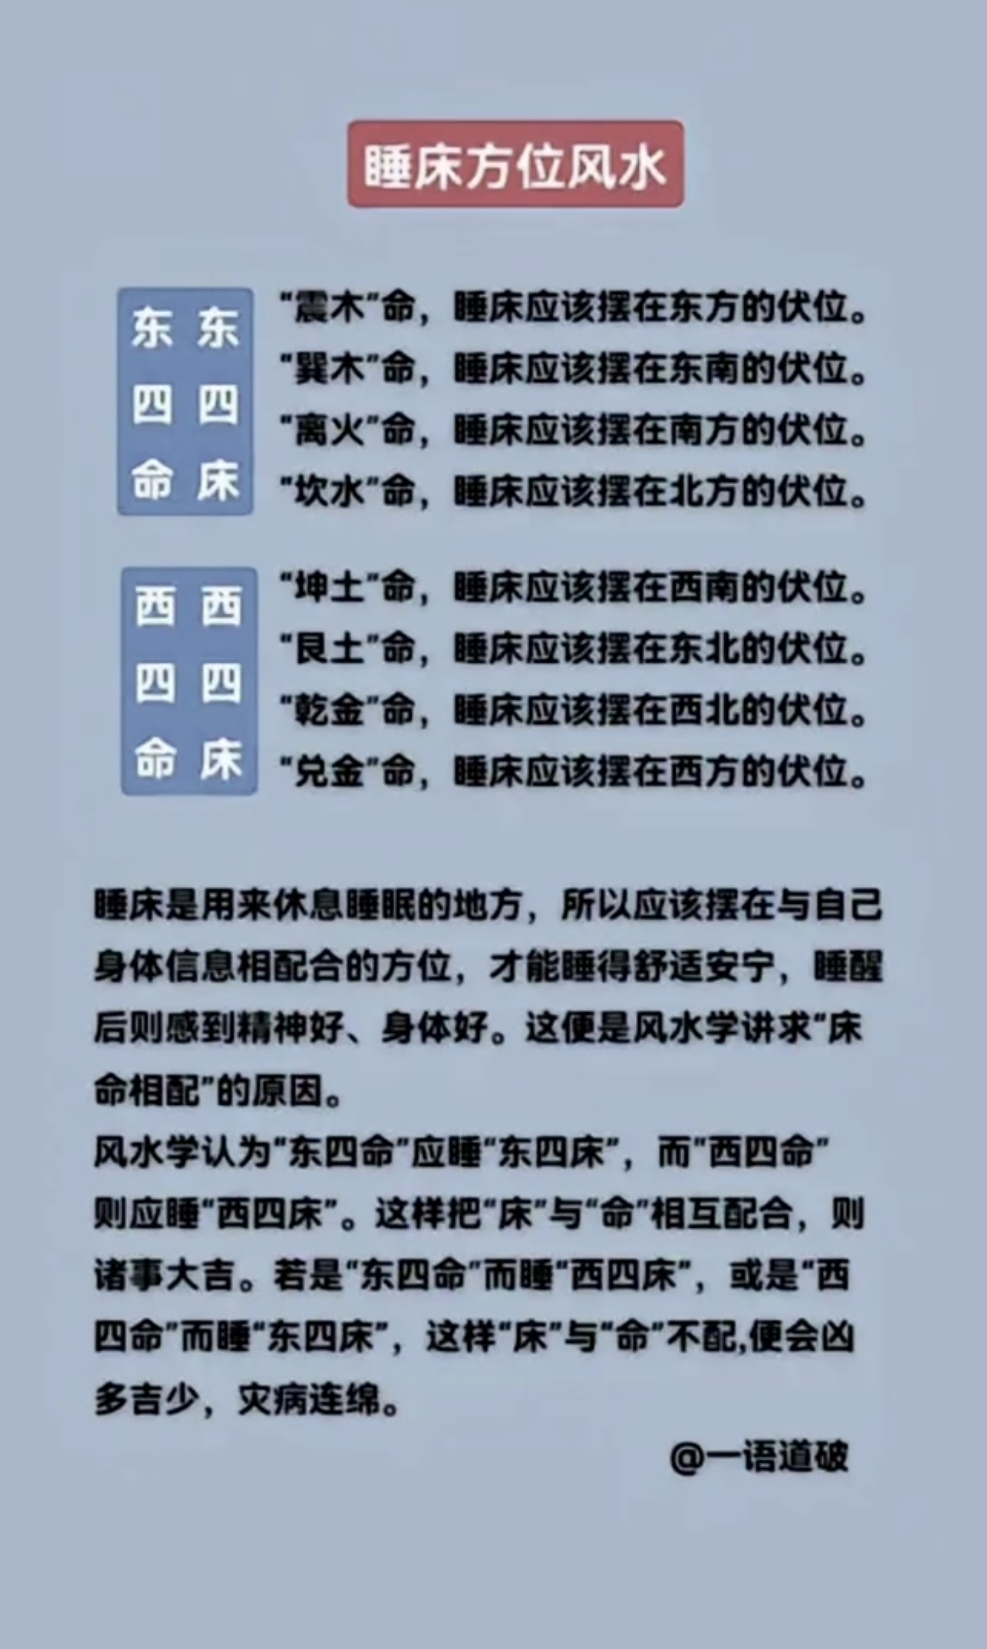 睡床方位风水
东四命 东四床
"震木"命，睡床应该摆在东方的伏位。
"巽木"命，睡床应该摆在东南的伏位。
"离火"命，睡床应该摆在南方的伏位。
"坎水"命，睡床应该摆在北方的伏位。
西四命 西四床
"坤土"命，睡床应该摆在西南的伏位。
"艮土"命，睡床应该摆在东北的伏位。
"乾金"命，睡床应该摆在西北的伏位。
"兑金"命，睡床应该摆在西方的伏位。
睡床是用来休息睡眠的地方，所以应该摆在与自己
身体信息相配合的方位，才能睡得舒适安宁，睡醒
后则感到精神好、身体好。这便是风水学讲求"床
命相配"的原因。
风水学认为"东四命"应睡"东四床"，而"西四命"
则应睡"西四床"。这样把"床"与"命"相互配合，则
诸事大吉。若是"东四命"而睡"西四床"，或是"西
四命"而睡"东四床"，这样"床"与"命"不配,便会凶
多吉少，灾病连绵。
@一语道破